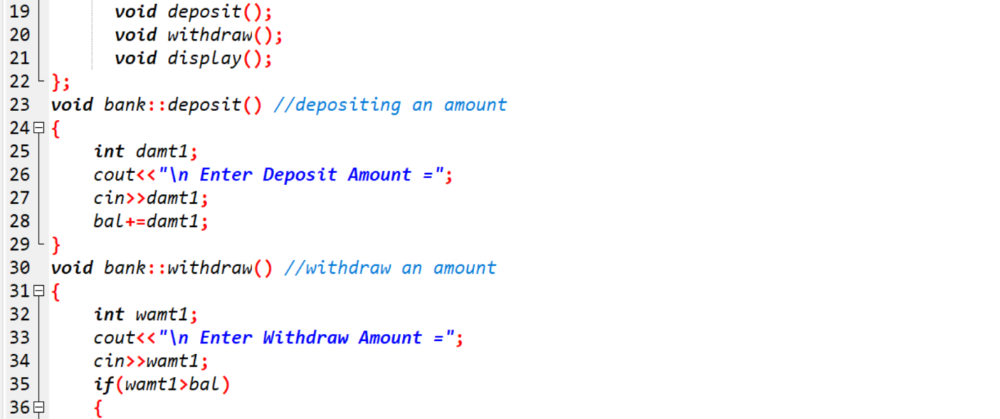 19 void deposit();
20 void withdraw();
21 void display();
22 };
23 void bank::deposit() //depositing an amount
24 {
25 int damt1;
26 cout<<"\n Enter Deposit Amount =";
27 cin>>damt1;
28 bal+=damt1;
29 }
30 void bank::withdraw() //withdraw an amount
31 {
32 int wamt1;
33 cout<<"\n Enter Withdraw Amount =";
34 cin>>wamt1;
35 if(wamt1>bal)
36 {